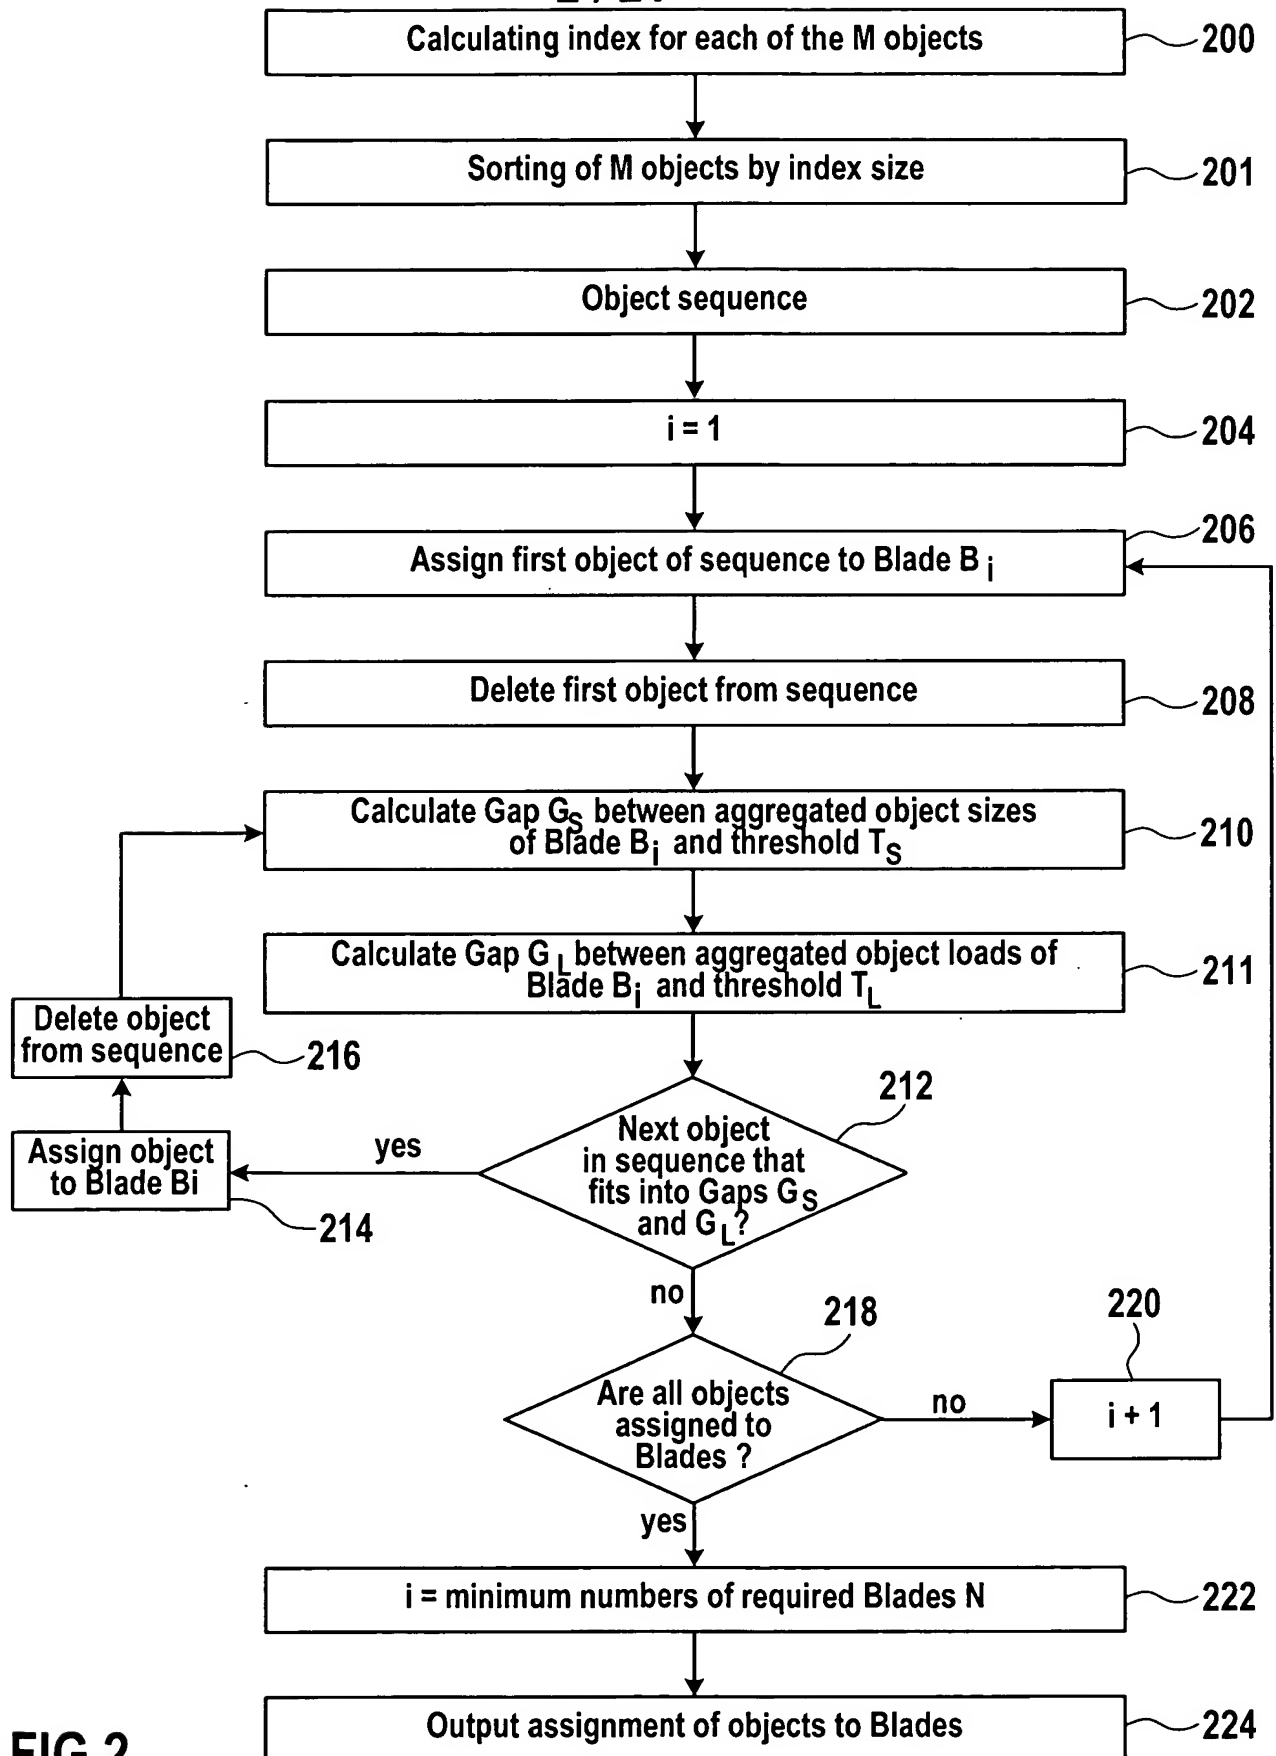 Calculating index for each of the M objects
200
Sorting of M objects by index size
201
Object sequence
202
i = 1
204
206
Assign first object of sequence to Blade B i
Delete first object from sequence
208
Calculate Gap GS between aggregated object sizes
of Blade Bi and threshold TS
210
Calculate Gap GL between aggregated object loads of
Blade Bi and threshold TL
211
Delete object
from sequence
216
212
Next object
in sequence that
fits into Gaps GS
and GL?
yes
Assign object
to Blade Bi
214
no
218
220
Are all objects
assigned to
Blades ?
no
i + 1
yes
i = minimum numbers of required Blades N
222
Output assignment of objects to Blades
224
FIG 2